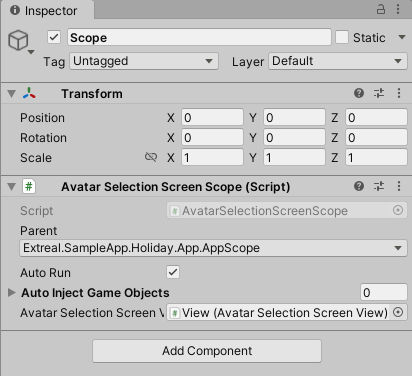 Inspector
Scope
Static
Tag Untagged Layer Default
Transform
Position X 0 Y 0 Z 0
Rotation X 0 Y 0 Z 0
Scale X 1 Y 1 Z 1
# Avatar Selection Screen Scope (Script)
Script # AvatarSelectionScreenScope
Parent
Extreal.SampleApp.Holiday.App.AppScope
Auto Run
Auto Inject Game Objects 0
Avatar Selection Screen V # View (Avatar Selection Screen View)
Add Component